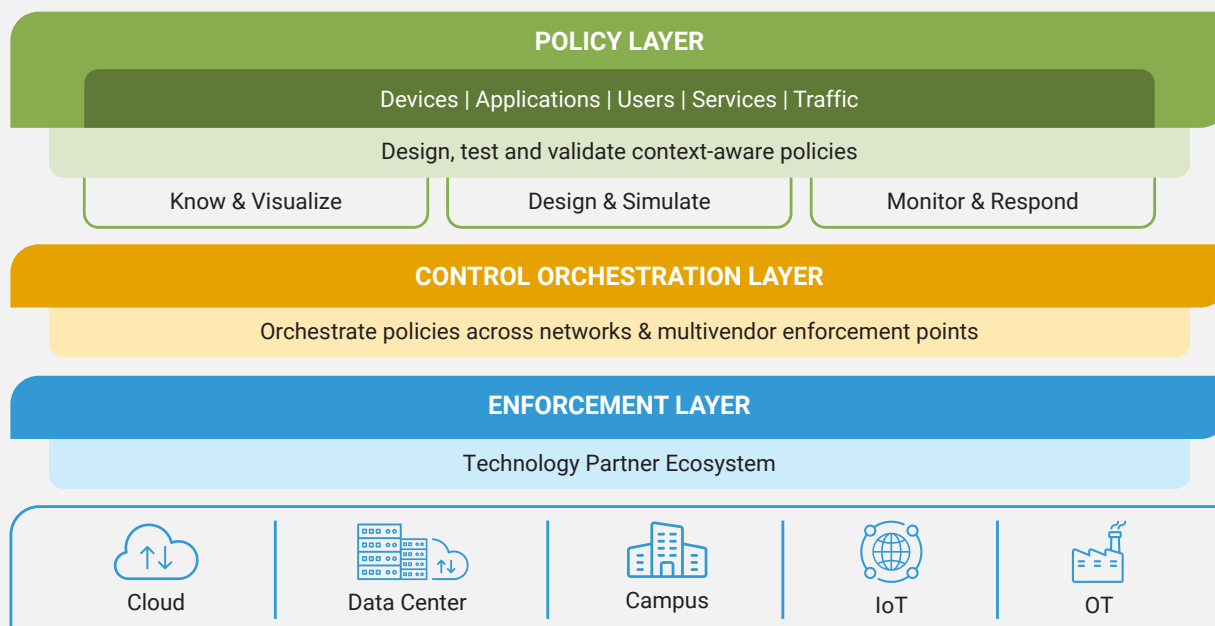 POLICY LAYER
Devices | Applications | Users | Services | Traffic
Design, test and validate context-aware policies
Know & Visualize
Design & Simulate
Monitor & Respond
CONTROL ORCHESTRATION LAYER
Orchestrate policies across networks & multivendor enforcement points
ENFORCEMENT LAYER
Technology Partner Ecosystem
Cloud
Data Center
Campus
IoT
OT